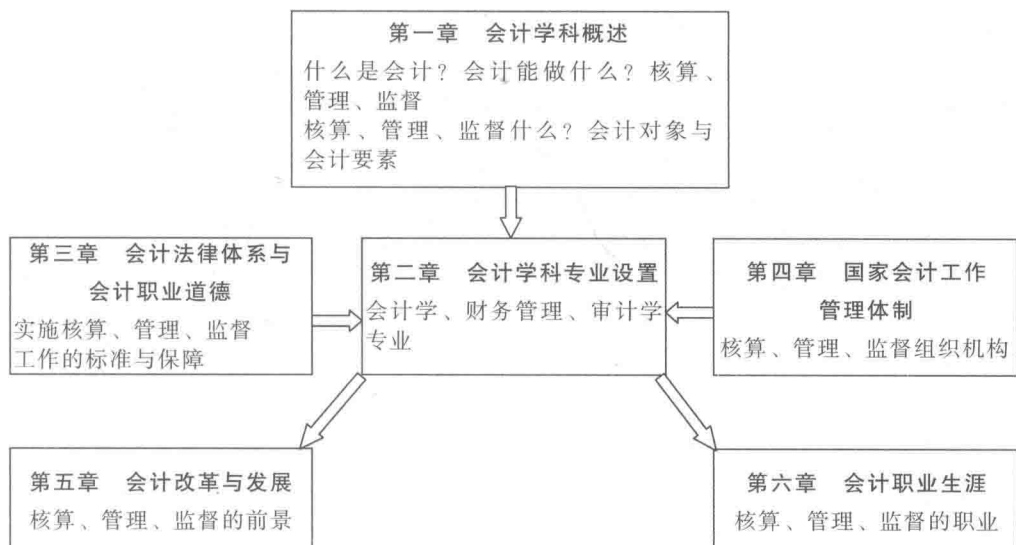 第一章　会计学科概述
什么是会计？会计能做什么？核算、
管理、监督
核算、管理、监督什么？会计对象与
会计要素
第三章　会计法律体系与
会计职业道德
实施核算、管理、监督
工作的标准与保障
第二章　会计学科专业设置
会计学、财务管理、审计学
专业
第四章　国家会计工作
管理体制
核算、管理、监督组织机构
第五章　会计改革与发展
核算、管理、监督的前景
第六章　会计职业生涯
核算、管理、监督的职业